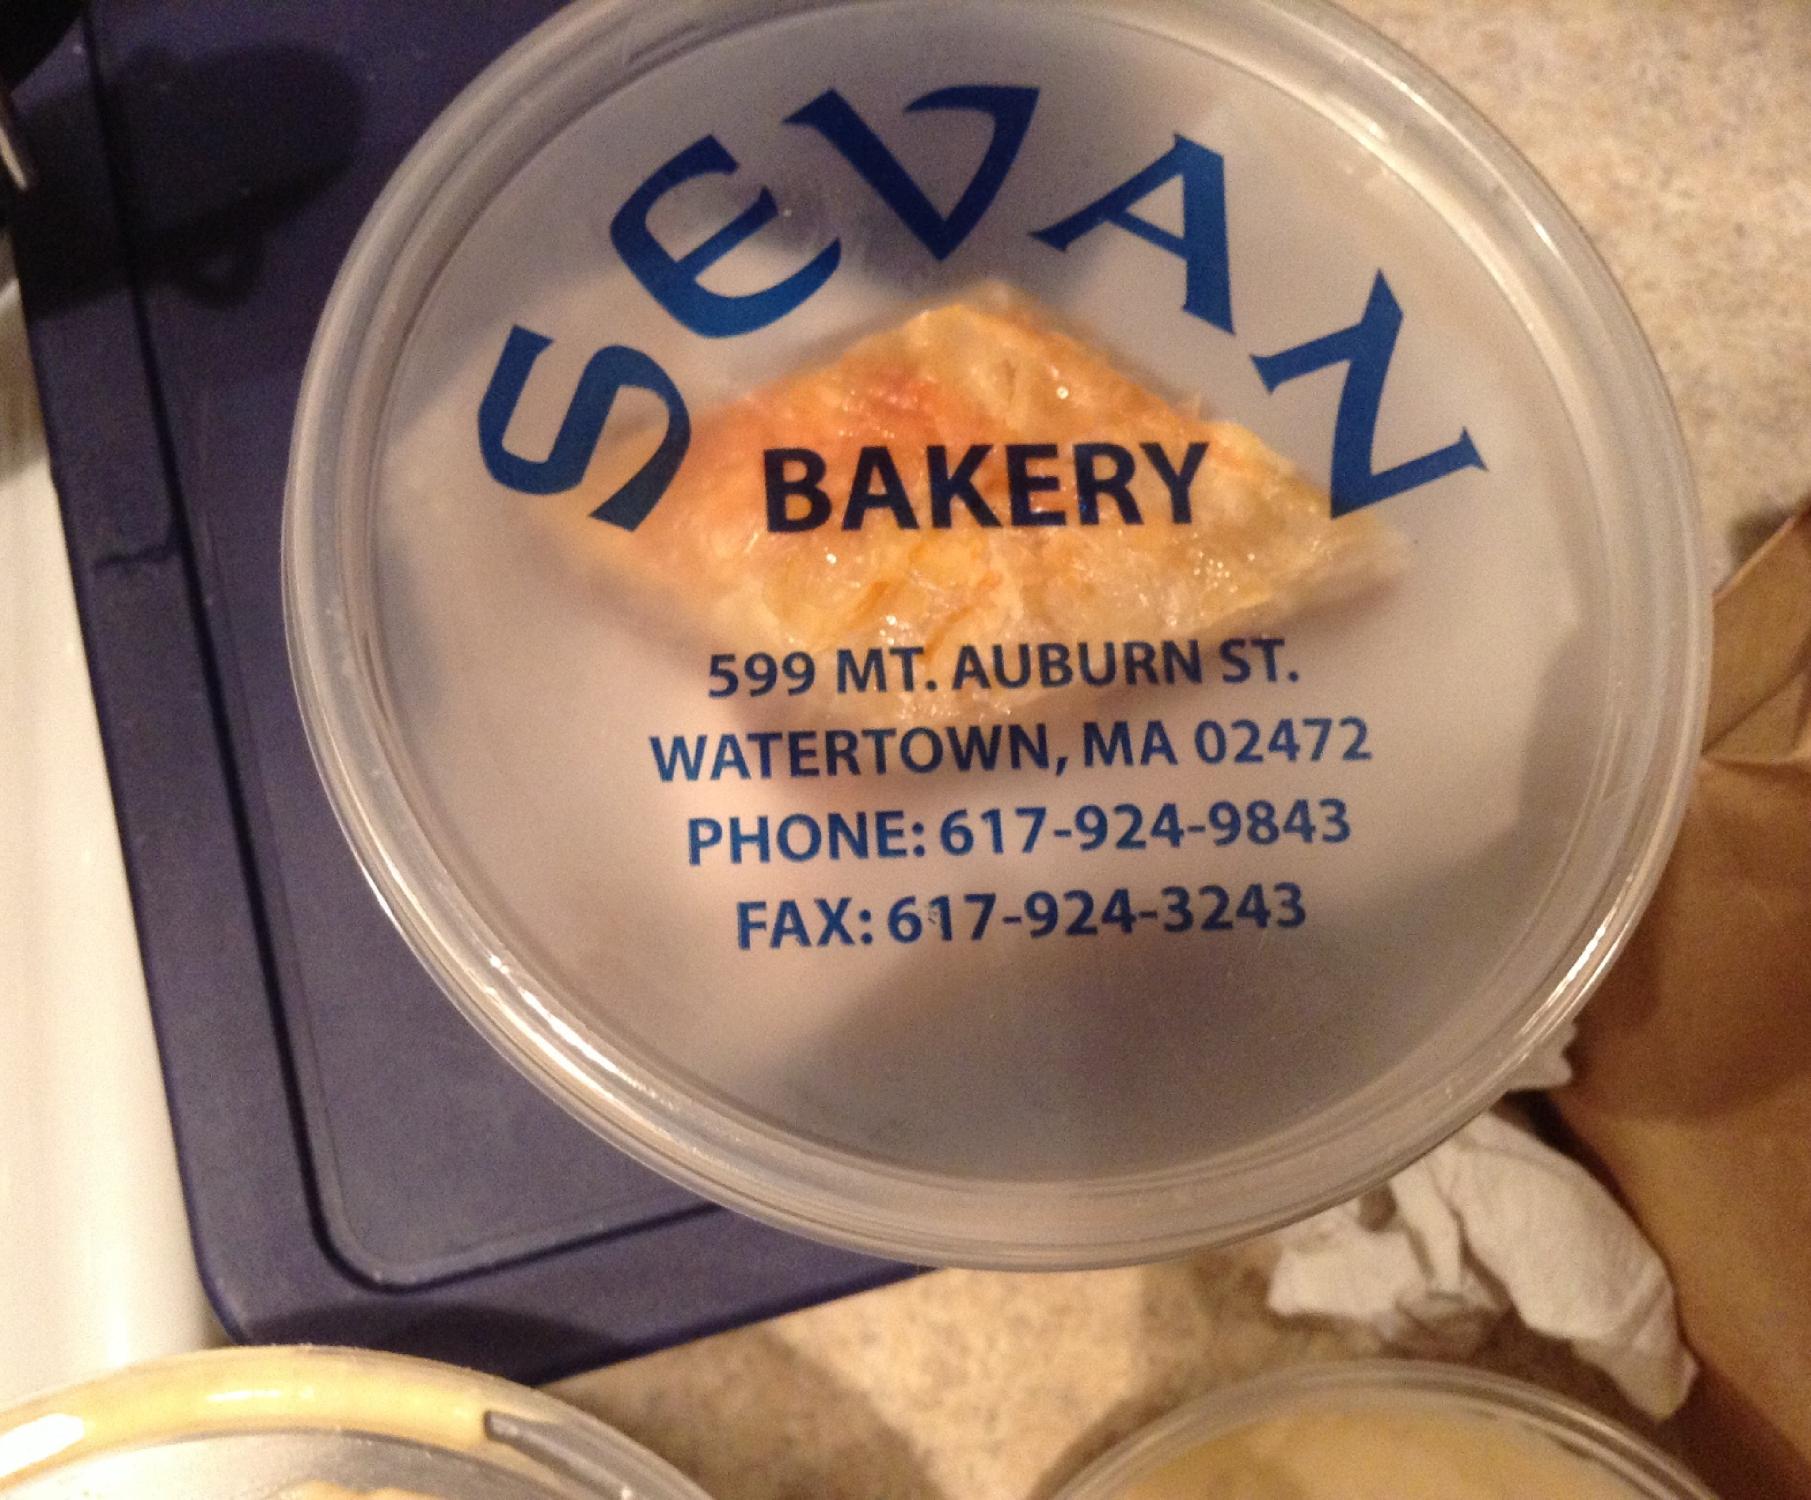 SEVAN
BAKERY
599 MT. AUBURN ST.
WATERTOWN, MA 02472
PHONE: 617-924-9843
FAX: 617-924-3243